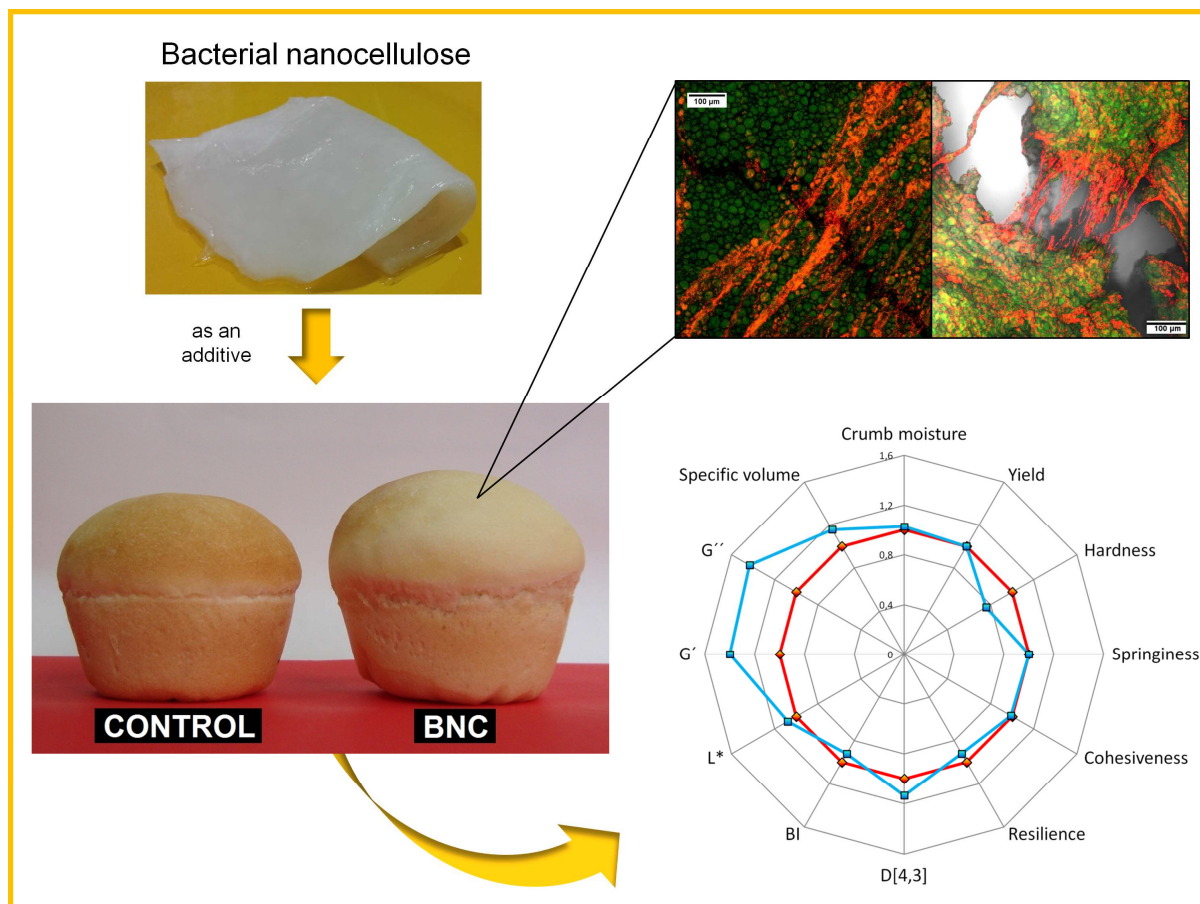 Bacterial nanocellulose
as an
additive
100 µm
100 µm
CONTROL
BNC
Crumb moisture
Yield
Hardness
Springiness
Cohesiveness
Resilience
D[4,3]
BI
L*
G´
G´´
Specific volume
1,6
1,2
0,8
0,4
0